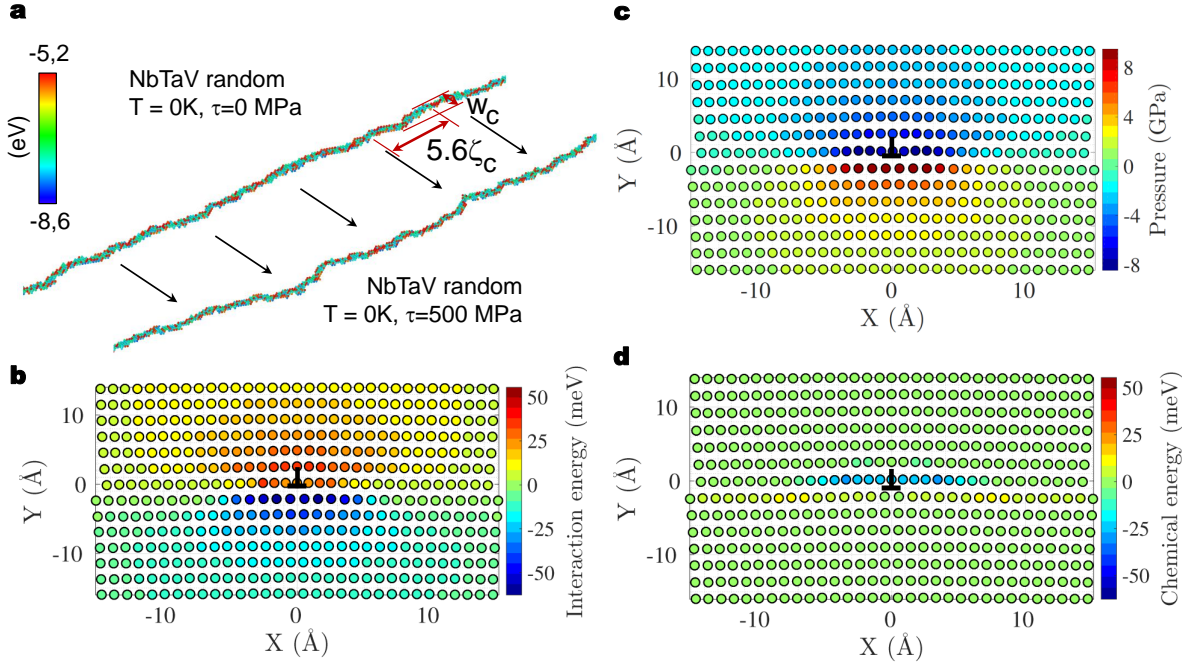 a
-5,2
(eV)
-8,6
NbTaV random
T = 0K, τ=0 MPa
w_C
5.6ζ_C
NbTaV random
T = 0K, τ=500 MPa
b
10
0
-10
Y (Å)
-10
0
10
X (Å)
50
25
0
-25
-50
Interaction energy (meV)
c
10
0
-10
Y (Å)
-10
0
10
X (Å)
8
4
0
-4
-8
Pressure (GPa)
d
10
0
-10
Y (Å)
-10
0
10
X (Å)
50
25
0
-25
-50
Chemical energy (meV)